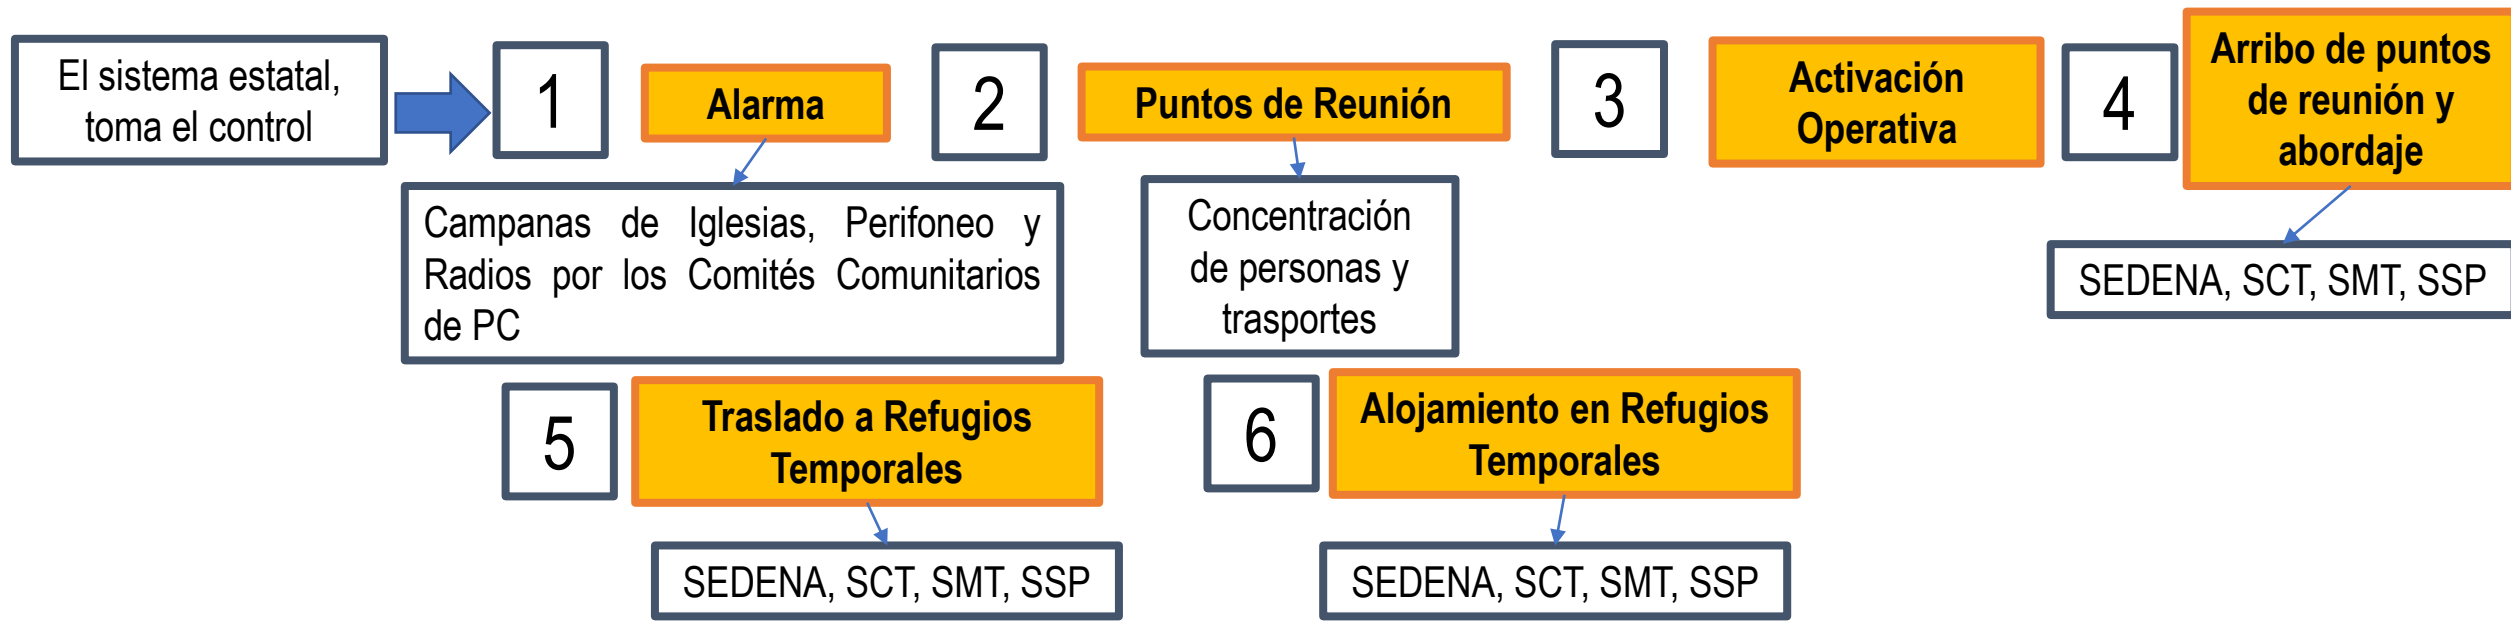 El sistema estatal,
toma el control
1
Alarma
Campanas de Iglesias, Perifoneo y
Radios por los Comités Comunitarios
de PC
2
Puntos de Reunión
Concentración
de personas y
trasportes
3
Activación
Operativa
4
Arribo de puntos
de reunión y
abordaje
SEDENA, SCT, SMT, SSP
5
Traslado a Refugios
Temporales
SEDENA, SCT, SMT, SSP
6
Alojamiento en Refugios
Temporales
SEDENA, SCT, SMT, SSP